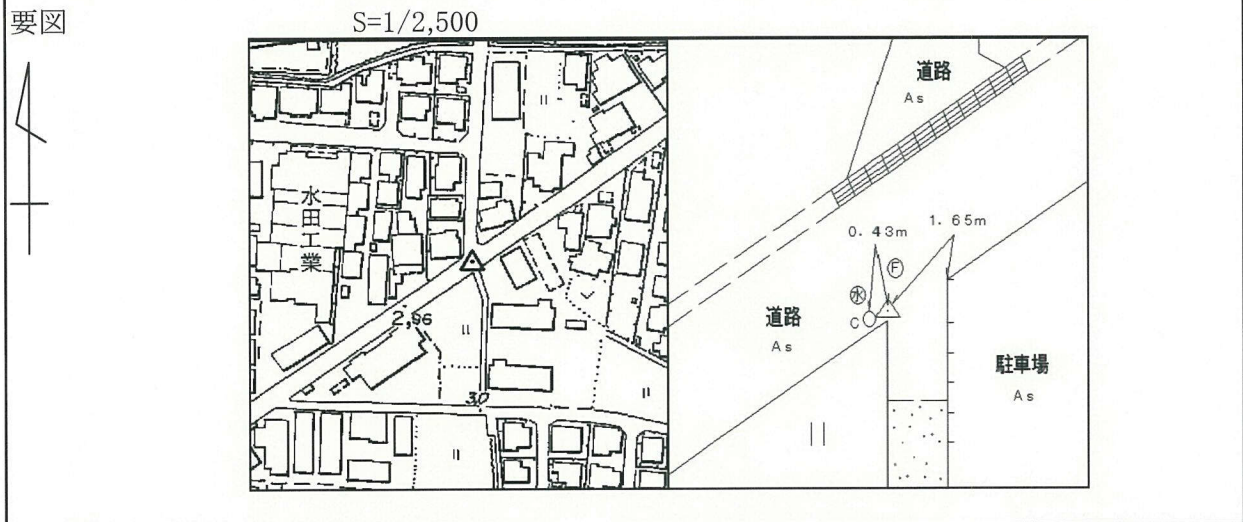 要図
S=1/2,500
水田工業
2,96
30
道路
As
0.43m
1.65m
F
水
C
道路
As
駐車場
As